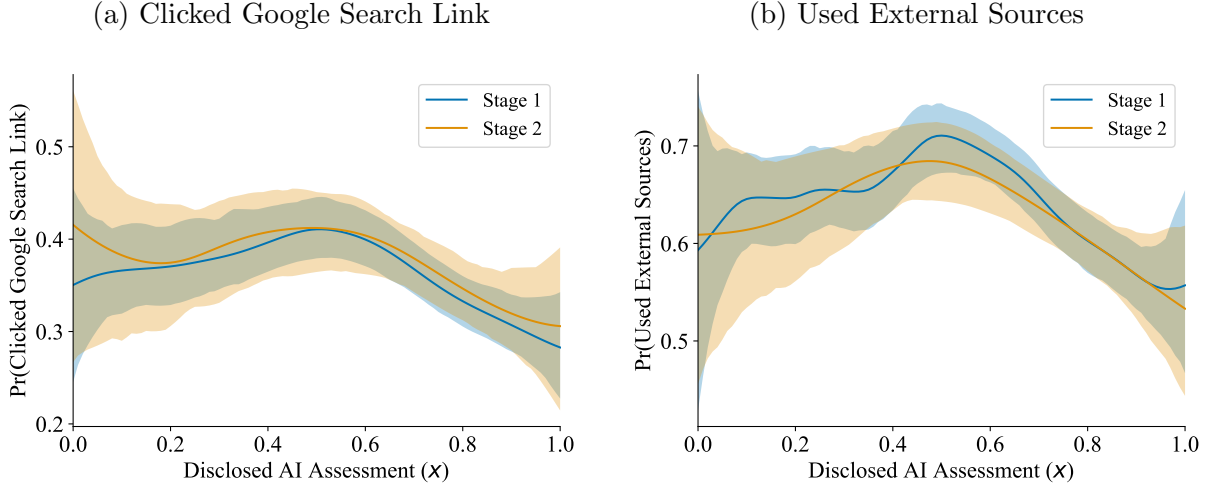 (a) Clicked Google Search Link
Pr(Clicked Google Search Link)
0.5
0.4
0.3
0.2
Stage 1
Stage 2
0.0 0.2 0.4 0.6 0.8 1.0
Disclosed AI Assessment (x)
(b) Used External Sources
Pr(Used External Sources)
0.7
0.6
0.5
Stage 1
Stage 2
0.0 0.2 0.4 0.6 0.8 1.0
Disclosed AI Assessment (x)